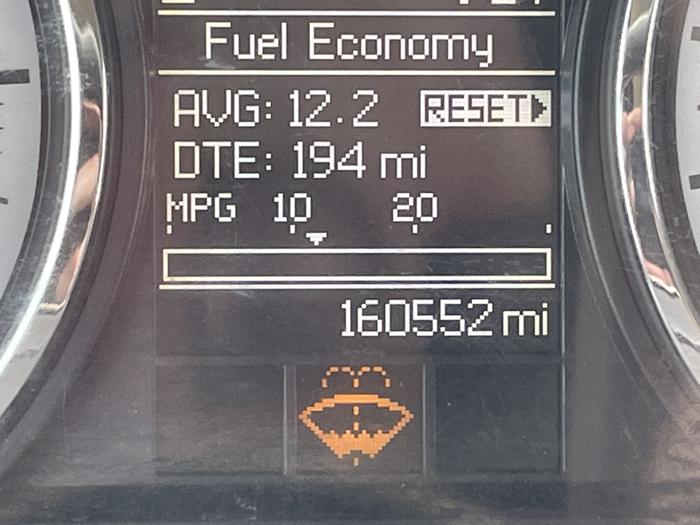 Fuel Economy
AVG: 12.2 RESET
DTE: 194 mi
MPG 10 20
160552 mi